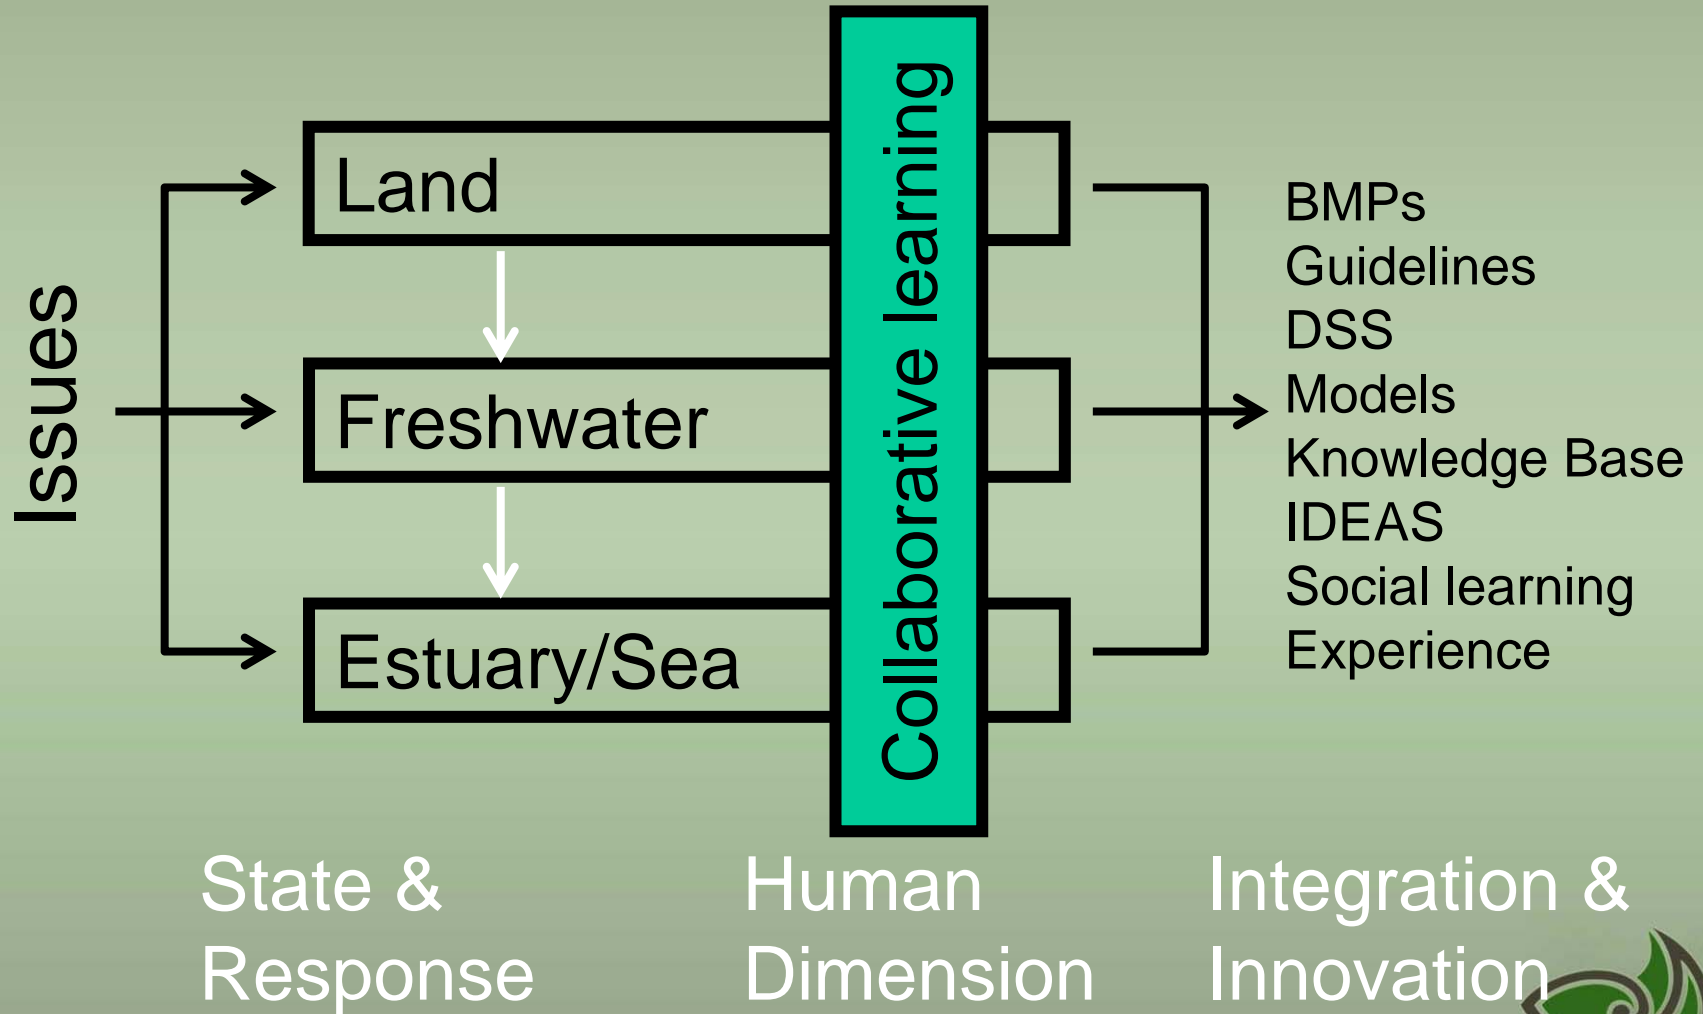 Issues
Land
Freshwater
Estuary/Sea
Collaborative learning
BMPs
Guidelines
DSS
Models
Knowledge Base
IDEAS
Social learning
Experience
State &
Response
Human
Dimension
Integration &
Innovation